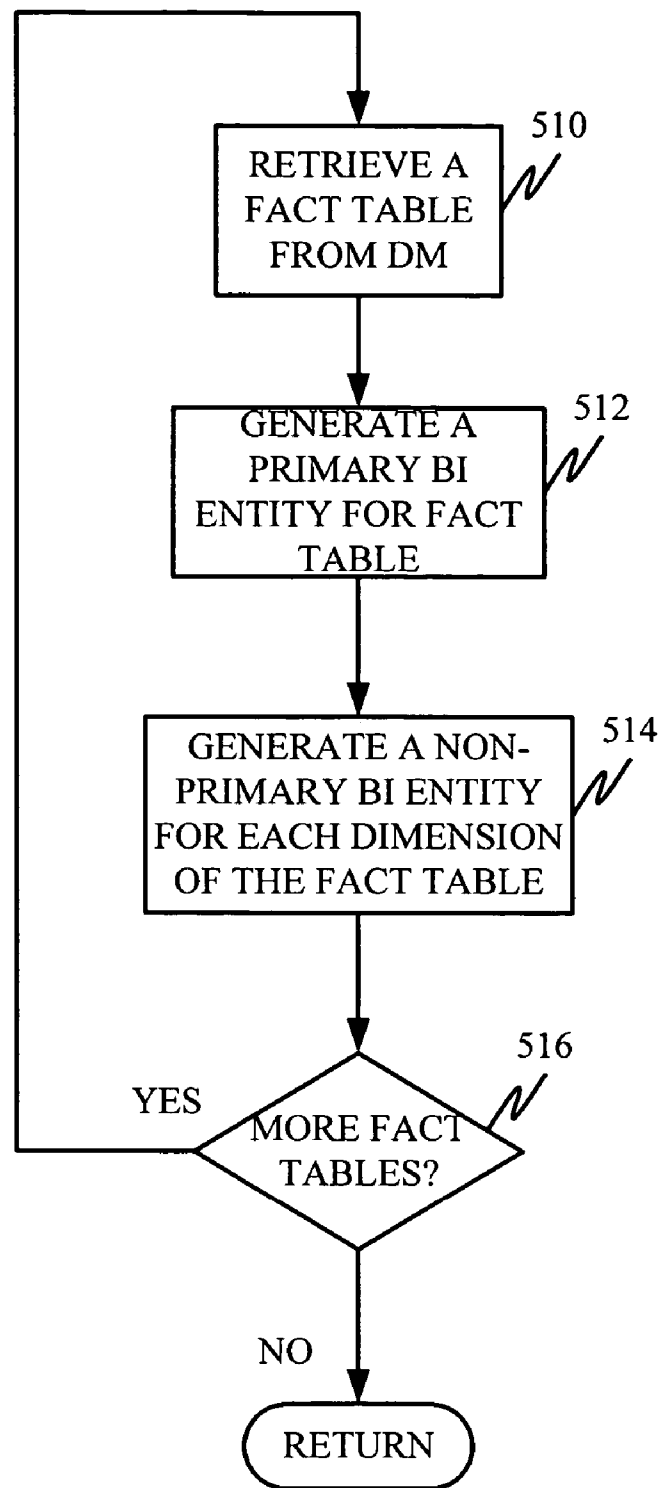 510
RETRIEVE A
FACT TABLE
FROM DM
512
GENERATE A
PRIMARY BI
ENTITY FOR FACT
TABLE
514
GENERATE A NON-
PRIMARY BI ENTITY
FOR EACH DIMENSION
OF THE FACT TABLE
516
YES
MORE FACT
TABLES?
NO
RETURN